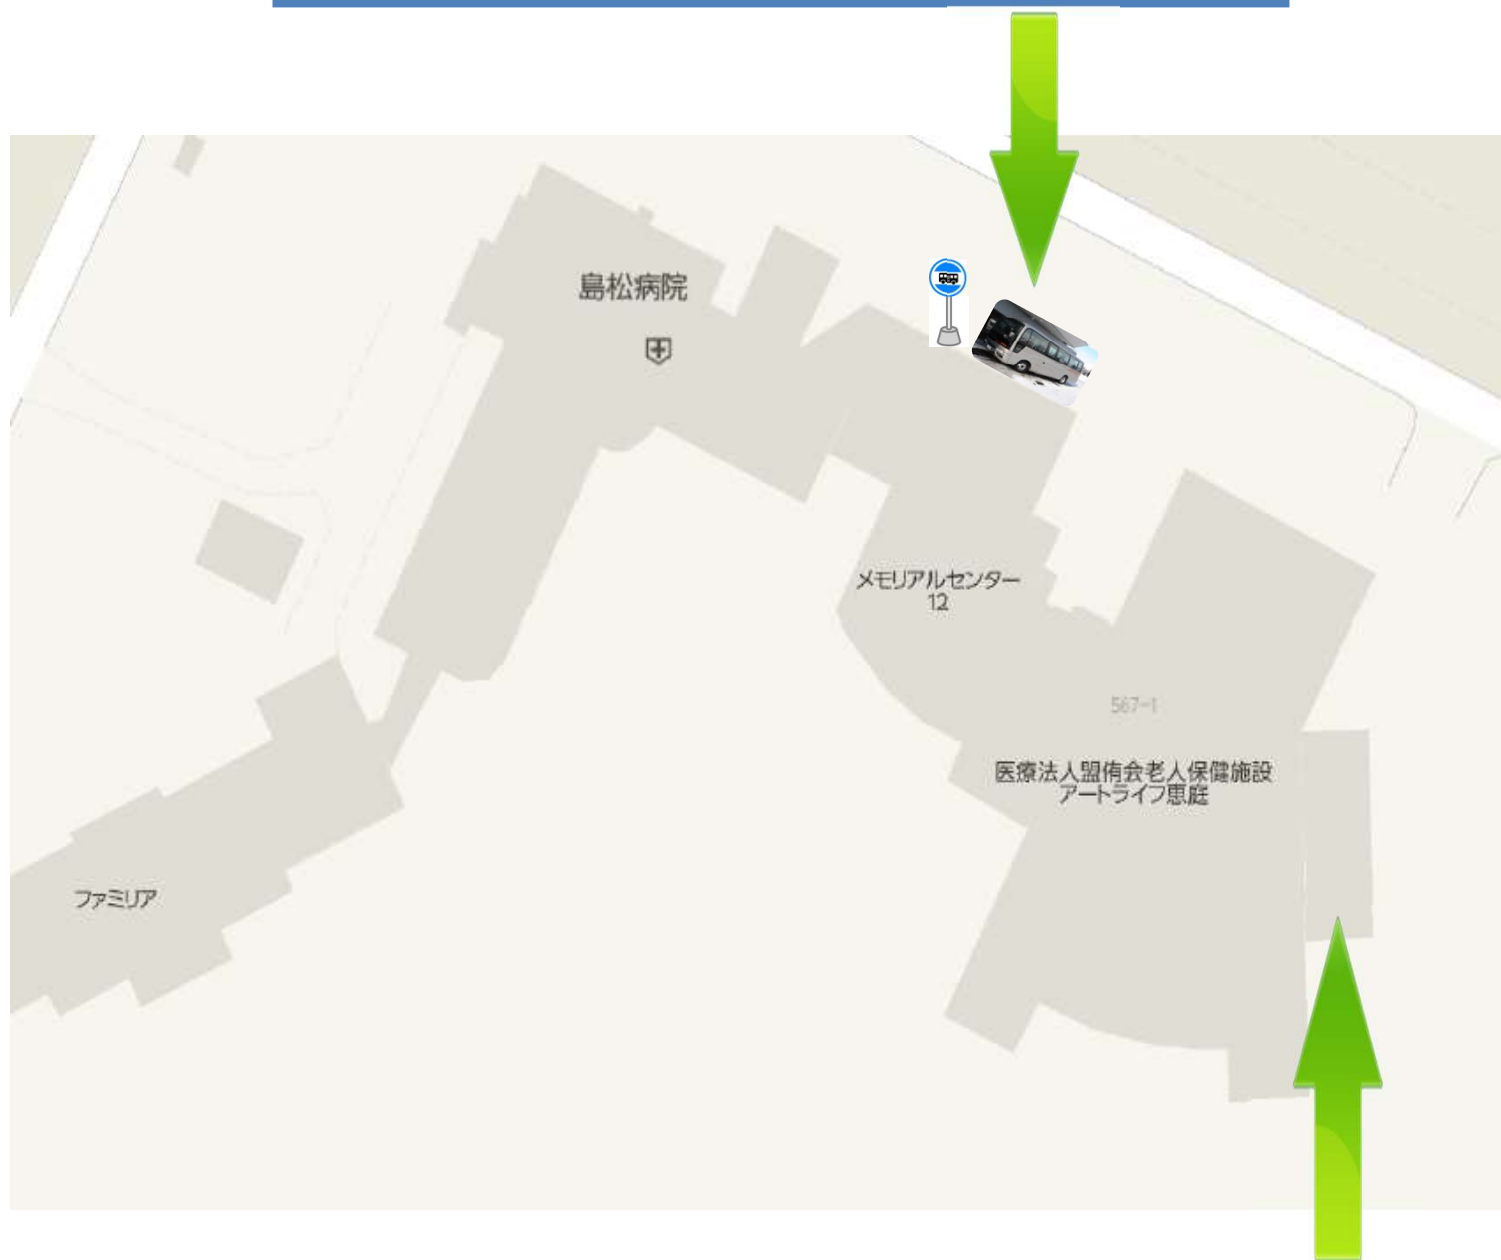 島松病院
メモリアルセンター
12
567-1
医療法人盟侑会老人保健施設
アートライフ恵庭
ファミリア